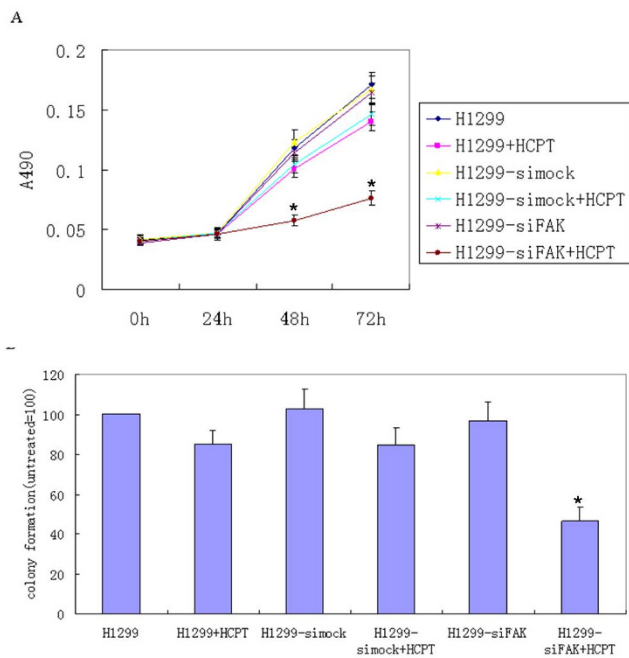 A
0.2
0.15
0.1
0.05
0
A490
*
*
0h 24h 48h 72h
H1299
H1299+HCPT
H1299-simock
H1299-simock+HCPT
H1299-siFAK
H1299-siFAK+HCPT
120
100
80
60
40
20
0
colony formation(untreated=100)
*
H1299 H1299+HCPT H1299-simock H1299- H1299-siFAK H1299-
simock+HCPT siFAK+HCPT